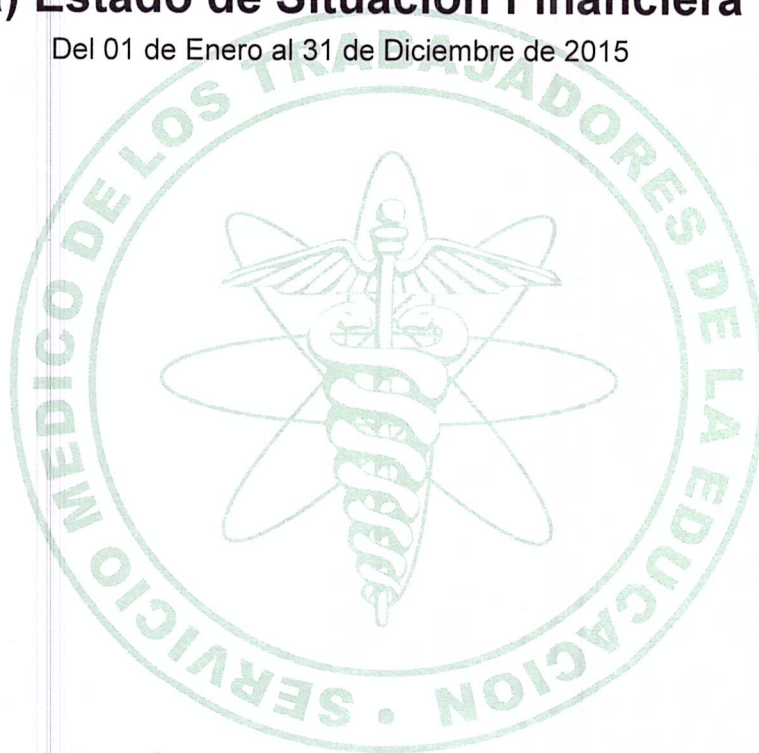 a) Estado de Situación Financiera
Del 01 de Enero al 31 de Diciembre de 2015
SERVICIO MEDICO DE LOS TRABAJADORES DE LA EDUCACION •